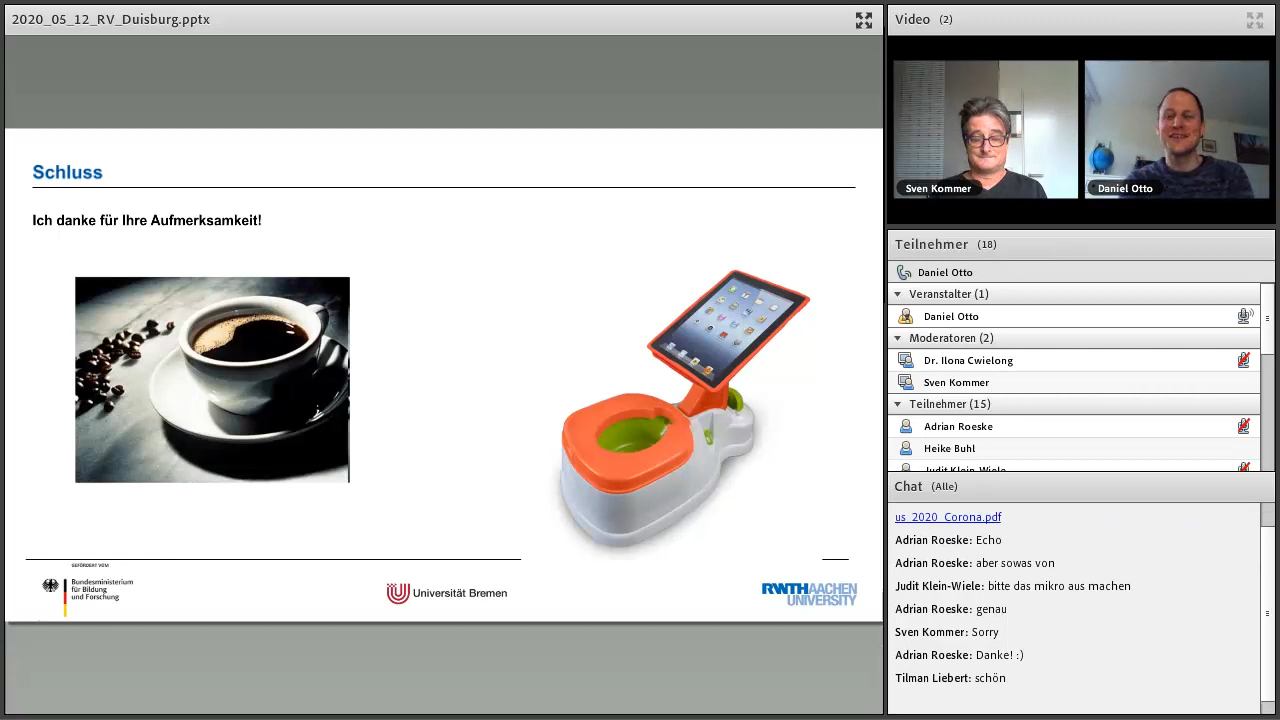 2020_05_12_RV_Duisburg.pptx
Schluss
Ich danke für Ihre Aufmerksamkeit!
GEFÖRDERT VOM
Bundesministerium
für Bildung
und Forschung
Universität Bremen
RWTHAACHEN
UNIVERSITY
Video (2)
Sven Kommer
Daniel Otto
Teilnehmer (18)
Daniel Otto
Veranstalter (1)
Daniel Otto
Moderatoren (2)
Dr. Ilona Cwielong
Sven Kommer
Teilnehmer (15)
Adrian Roeske
Heike Buhl
Judit Klein-Wiele
Chat (Alle)
us_2020_Corona.pdf
Adrian Roeske: Echo
Adrian Roeske: aber sowas von
Judit Klein-Wiele: bitte das mikro aus machen
Adrian Roeske: genau
Sven Kommer: Sorry
Adrian Roeske: Danke! :)
Tilman Liebert: schön